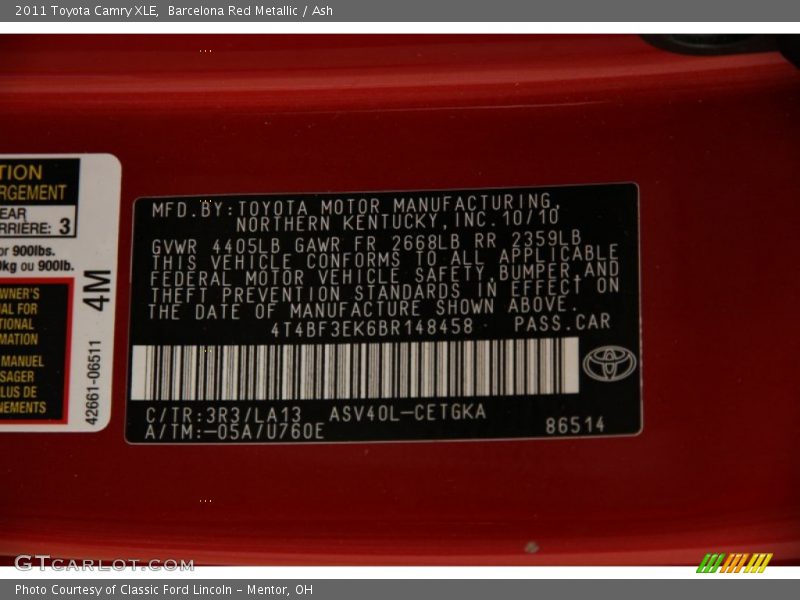 2011 Toyota Camry XLE, Barcelona Red Metallic / Ash
TION
RGEMENT
EAR
RRIÈRE: 3
or 900lbs.
0kg ou 900lb.
WNER'S
AL FOR
TIONAL
MATION
MANUEL
SAGER
LUS DE
NEMENTS
4M
42661-06511
MFD. BY: TOYOTA MOTOR MANUFACTURING,
NORTHERN KENTUCKY, INC. 10/10
GVWR 4405LB GAWR FR 2668LB RR 2359LB
THIS VEHICLE CONFORMS TO ALL APPLICABLE
FEDERAL MOTOR VEHICLE SAFETY, BUMPER, AND
THEFT PREVENTION STANDARDS IN EFFECT ON
THE DATE OF MANUFACTURE SHOWN ABOVE.
4T4BF3EK6BR148458 PASS. CAR
C/TR: 3R3/LA13 ASV40L-CETGKA
A/TM:-05A/U760E 86514
GTCARLOT.COM
Photo Courtesy of Classic Ford Lincoln - Mentor, OH